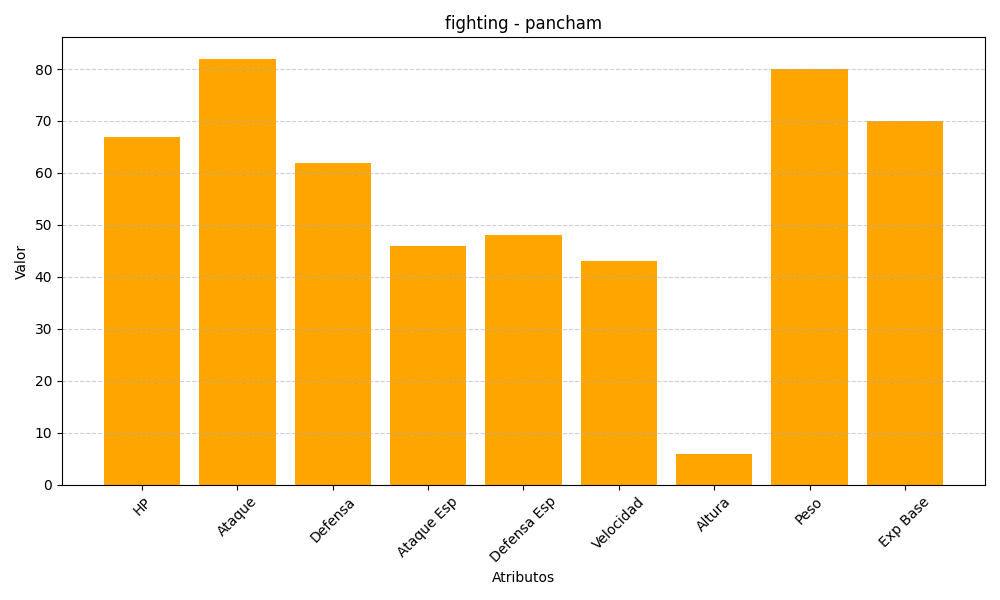 fighting - pancham
Valor
80
70
60
50
40
30
20
10
0
HP
Ataque
Defensa
Ataque Esp
Defensa Esp
Velocidad
Altura
Peso
Exp Base
Atributos